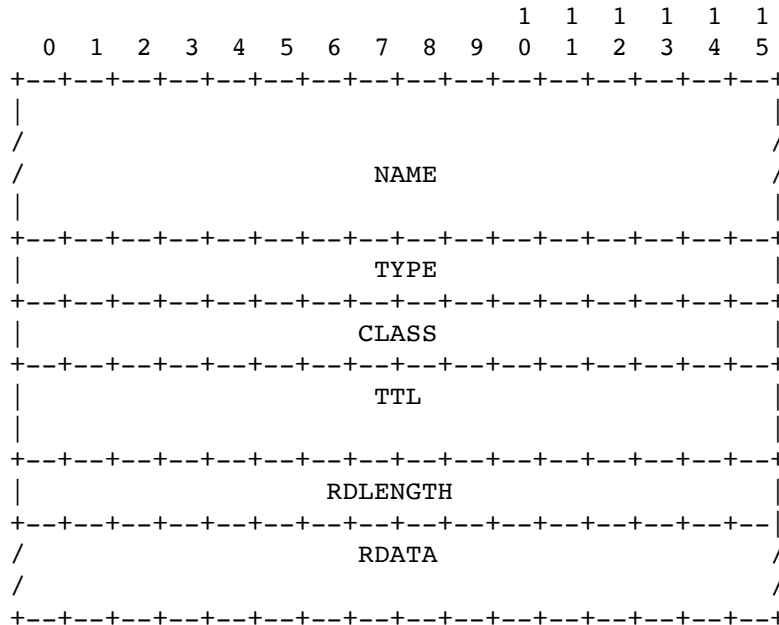 1  1  1  1  1  1
  0  1  2  3  4  5  6  7  8  9  0  1  2  3  4  5
+--+--+--+--+--+--+--+--+--+--+--+--+--+--+--+--+
|                                               |
/                                               /
/                      NAME                     /
|                                               |
+--+--+--+--+--+--+--+--+--+--+--+--+--+--+--+--+
|                      TYPE                     |
+--+--+--+--+--+--+--+--+--+--+--+--+--+--+--+--+
|                     CLASS                     |
+--+--+--+--+--+--+--+--+--+--+--+--+--+--+--+--+
|                      TTL                      |
|                                               |
+--+--+--+--+--+--+--+--+--+--+--+--+--+--+--+--+
|                   RDLENGTH                    |
+--+--+--+--+--+--+--+--+--+--+--+--+--+--+--+--|
/                     RDATA                     /
/                                               /
+--+--+--+--+--+--+--+--+--+--+--+--+--+--+--+--+